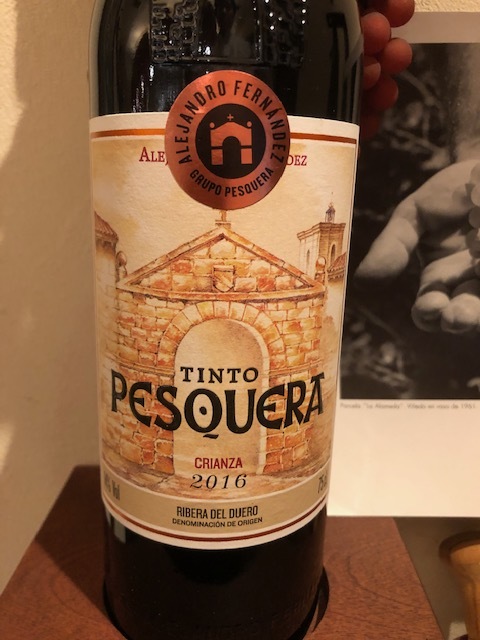 ALEJANDRO FERNÁNDEZ
GRUPO PESQUERA
TINTO
PESQUERA
CRIANZA
2016
RIBERA DEL DUERO
DENOMINACIÓN DE ORIGEN